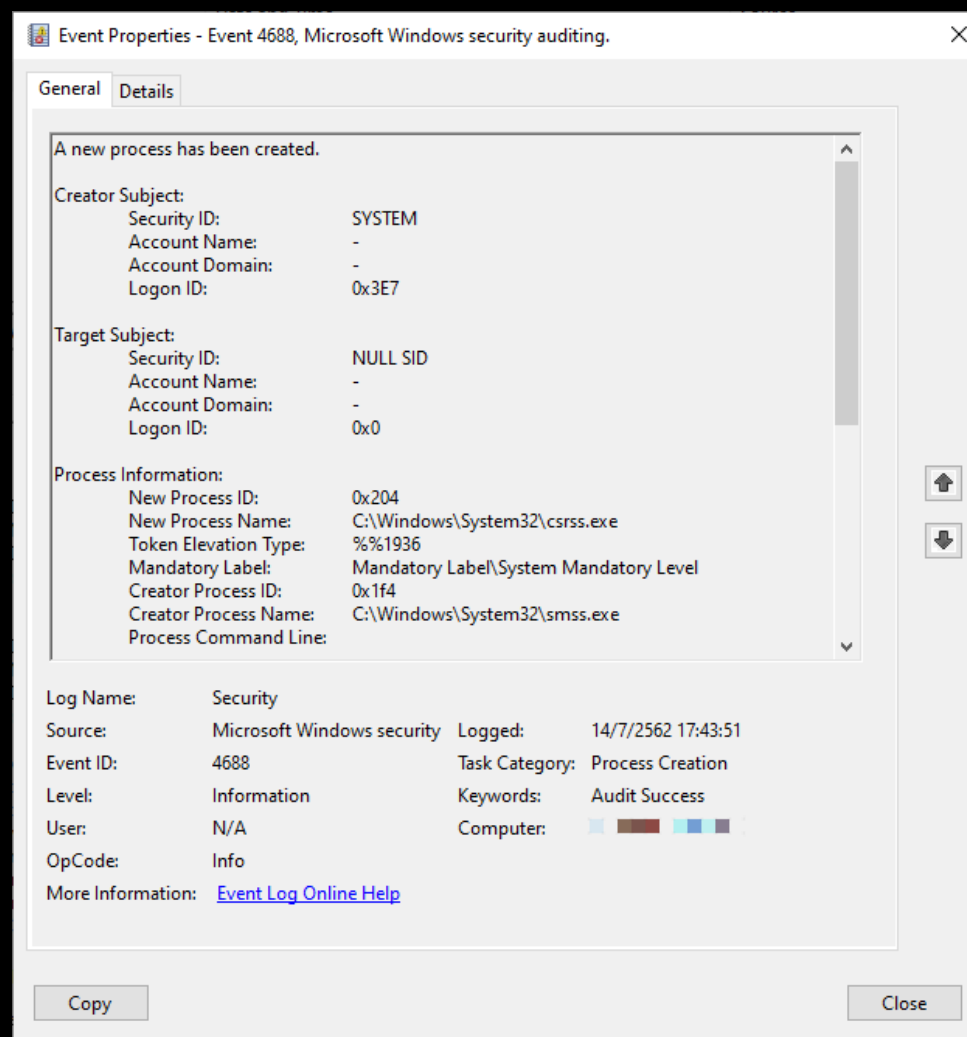 Event Properties - Event 4688, Microsoft Windows security auditing.
General Details
A new process has been created.
Creator Subject:
Security ID: SYSTEM
Account Name: -
Account Domain: -
Logon ID: 0x3E7
Target Subject:
Security ID: NULL SID
Account Name: -
Account Domain: -
Logon ID: 0x0
Process Information:
New Process ID: 0x204
New Process Name: C:\Windows\System32\csrss.exe
Token Elevation Type: %%1936
Mandatory Label: Mandatory Label\System Mandatory Level
Creator Process ID: 0x1f4
Creator Process Name: C:\Windows\System32\smss.exe
Process Command Line:
Log Name: Security
Source: Microsoft Windows security Logged: 14/7/2562 17:43:51
Event ID: 4688 Task Category: Process Creation
Level: Information Keywords: Audit Success
User: N/A Computer:
OpCode: Info
More Information: Event Log Online Help
Copy Close